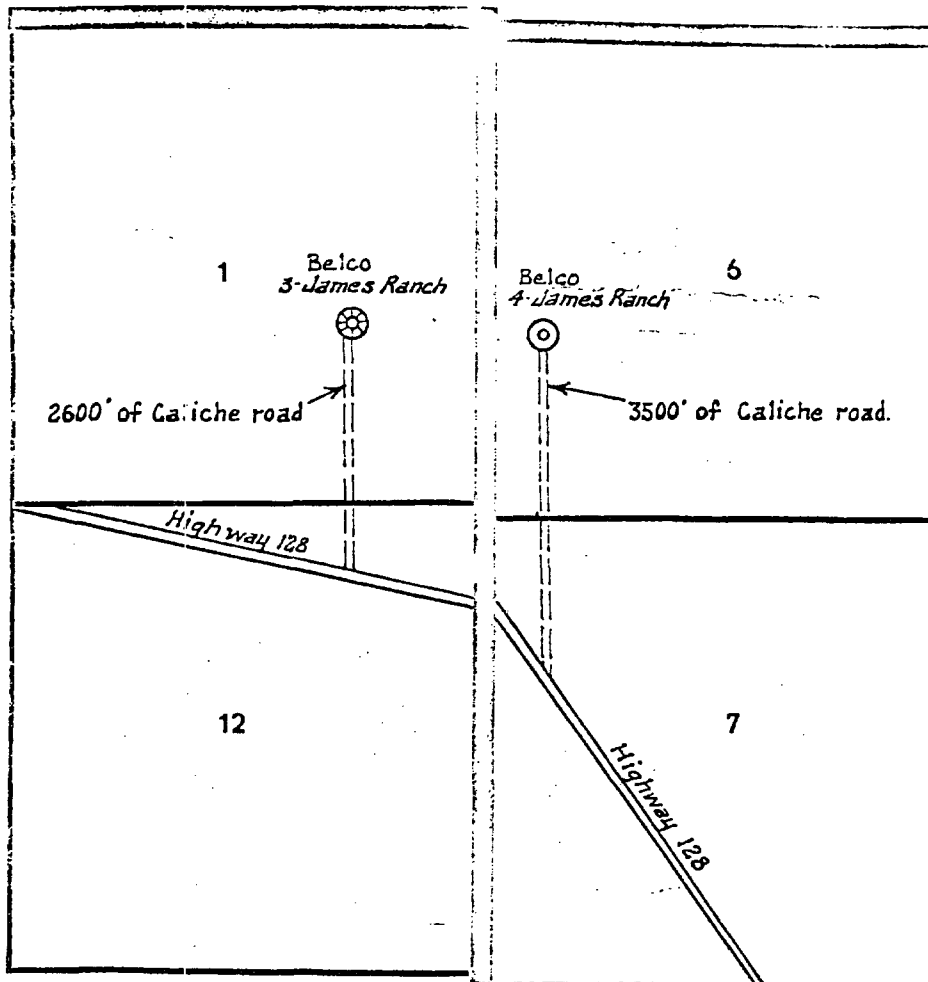 1
Belco
3-James Ranch
2600' of Caliche road
Highway 128
12
6
Belco
4-James Ranch
3500' of Caliche road.
Highway 128
7